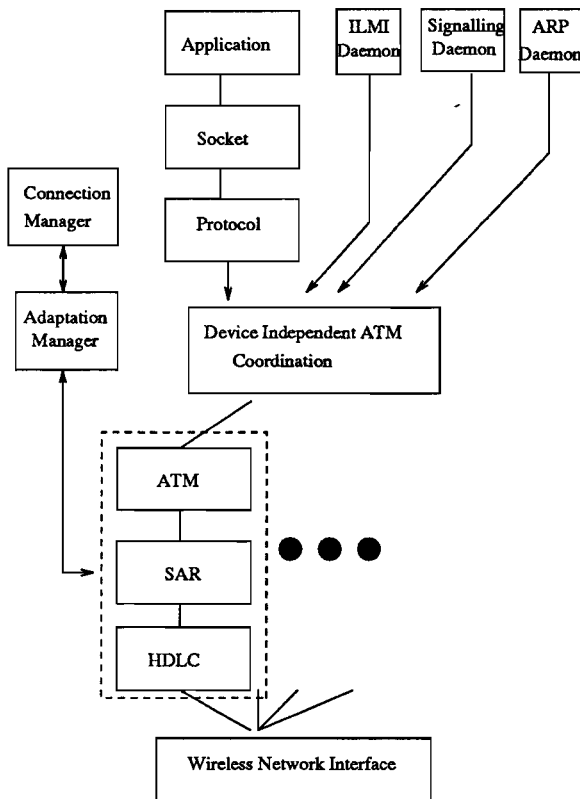 Application
ILMI
Daemon
Signalling
Daemon
ARP
Daemon
Socket
Connection
Manager
Protocol
Adaptation
Manager
Device Independent ATM
Coordination
ATM
SAR
HDLC
Wireless Network Interface